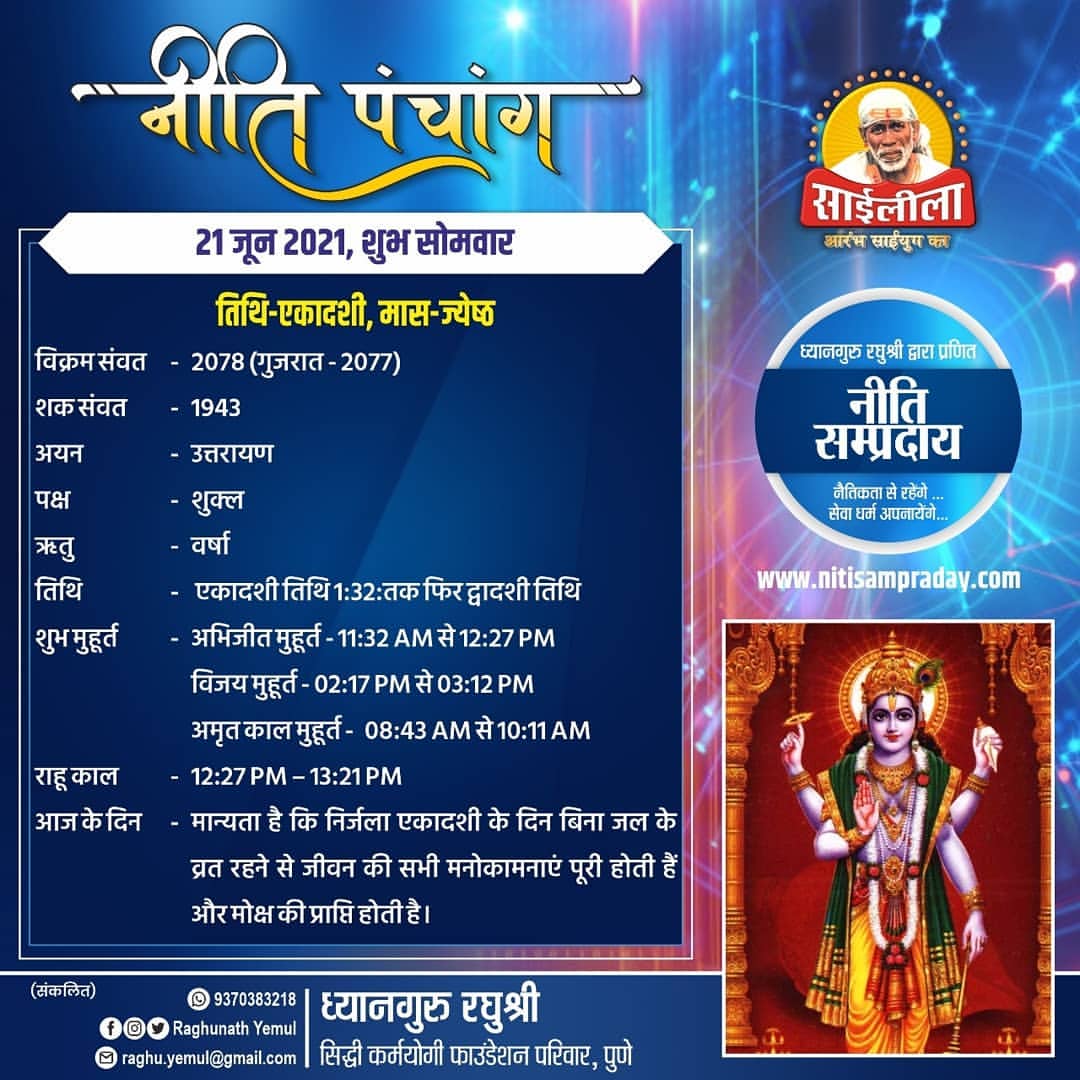 नीति पंचांग
साईलीला
आरंभ साईयुग का
21 जून 2021, शुभ सोमवार
तिथि-एकादशी, मास-ज्येष्ठ
विक्रम संवत - 2078 (गुजरात - 2077)
शक संवत - 1943
अयन - उत्तरायण
पक्ष - शुक्ल
ऋतु - वर्षा
तिथि - एकादशी तिथि 1:32:तक फिर द्वादशी तिथि
शुभ मुहूर्त - अभिजीत मुहूर्त - 11:32 AM से 12:27 PM
विजय मुहूर्त - 02:17 PM से 03:12 PM
अमृत काल मुहूर्त - 08:43 AM से 10:11 AM
राहू काल - 12:27 PM – 13:21 PM
आज के दिन - मान्यता है कि निर्जला एकादशी के दिन बिना जल के
व्रत रहने से जीवन की सभी मनोकामनाएं पूरी होती हैं
और मोक्ष की प्राप्ति होती है।
ध्यानगुरु रघुश्री द्वारा प्रणित
नीति
सम्प्रदाय
नैतिकता से रहेंगे ...
सेवा धर्म अपनायेंगे...
www.nitisampraday.com
(संकलित)
9370383218
Raghunath Yemul
raghu.yemul@gmail.com
ध्यानगुरु रघुश्री
सिद्धी कर्मयोगी फाउंडेशन परिवार, पुणे